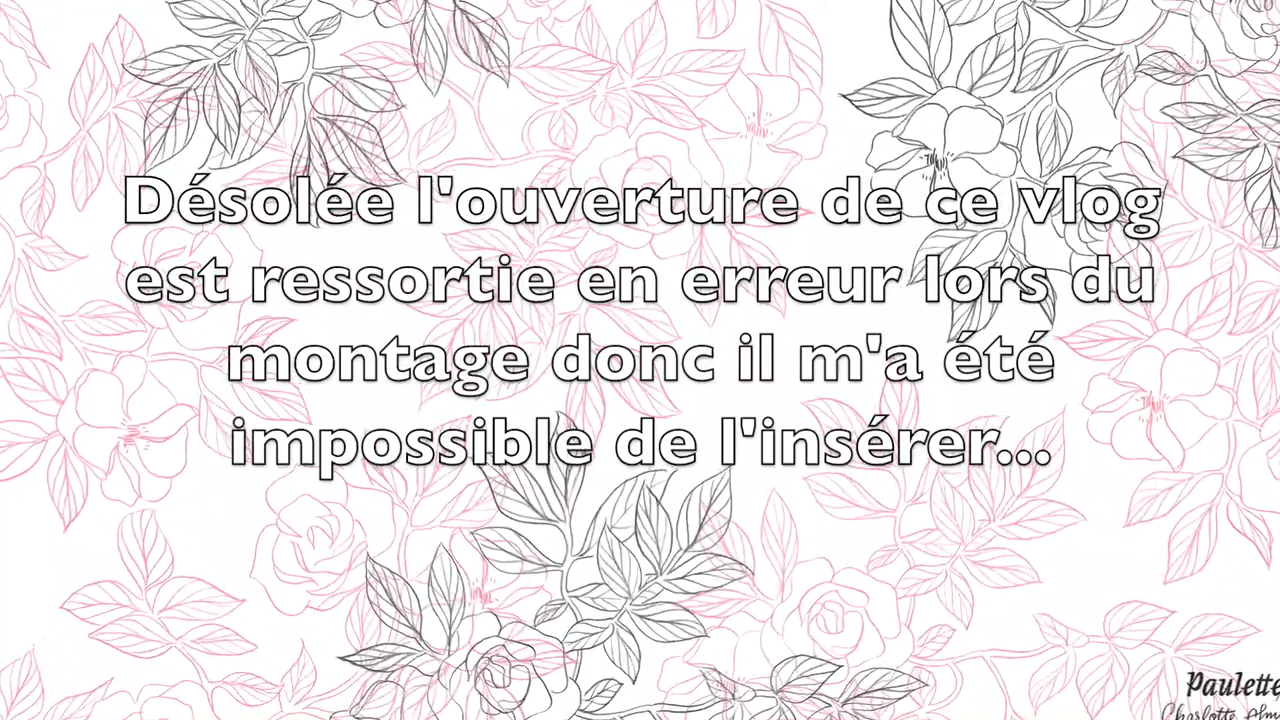 Désolée l'ouverture de ce vlog
est ressortie en erreur lors du
montage donc il m'a été
impossible de l'insérer...
Paulette
Charlotte